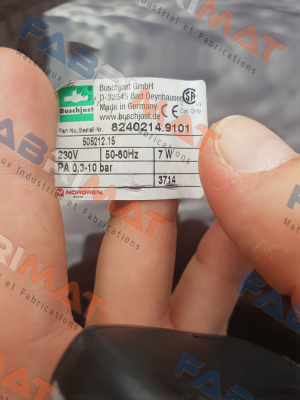 Buschjost GmbH
D-32545 Bad Oeynhausen
Made in Germany
www.buschjost.de
Buschjost
Part-No./Bestell-Nr. 8240214.9101
505212.15
230V 50-60Hz 7 W
PA 0,3-10 bar
3714
NORGREN
FABRIMAT